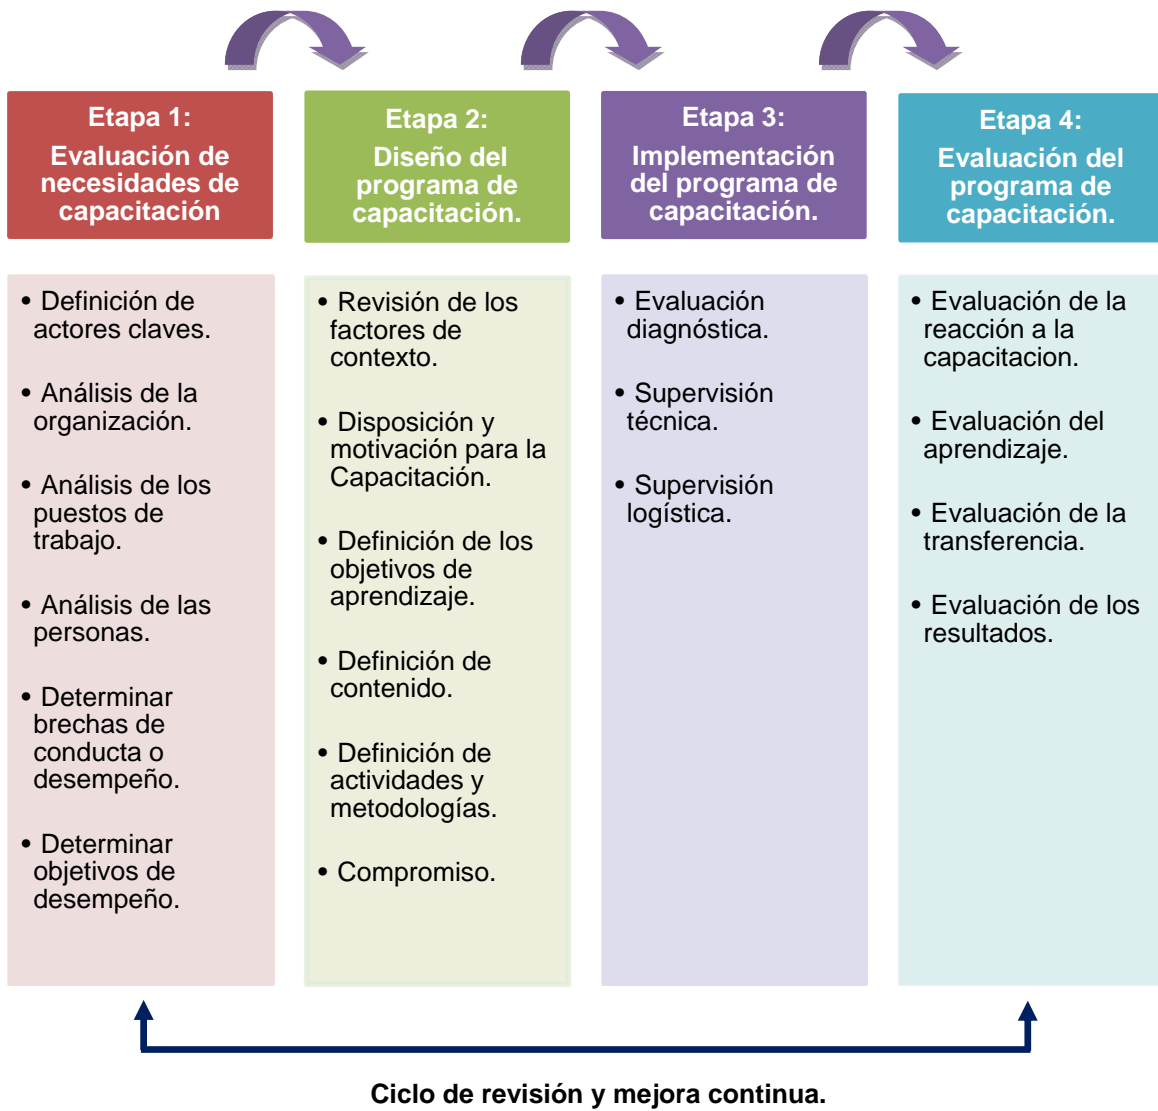 Etapa 1:
Evaluación de
necesidades de
capacitación
Etapa 2:
Diseño del
programa de
capacitación.
Etapa 3:
Implementación
del programa de
capacitación.
Etapa 4:
Evaluación del
programa de
capacitación.
• Definición de
actores claves.
• Análisis de la
organización.
• Análisis de los
puestos de
trabajo.
• Análisis de las
personas.
• Determinar
brechas de
conducta o
desempeño.
• Determinar
objetivos de
desempeño.
• Revisión de los
factores de
contexto.
• Disposición y
motivación para la
Capacitación.
• Definición de los
objetivos de
aprendizaje.
• Definición de
contenido.
• Definición de
actividades y
metodologías.
• Compromiso.
• Evaluación
diagnóstica.
• Supervisión
técnica.
• Supervisión
logística.
• Evaluación de la
reacción a la
capacitacion.
• Evaluación del
aprendizaje.
• Evaluación de la
transferencia.
• Evaluación de los
resultados.
Ciclo de revisión y mejora continua.